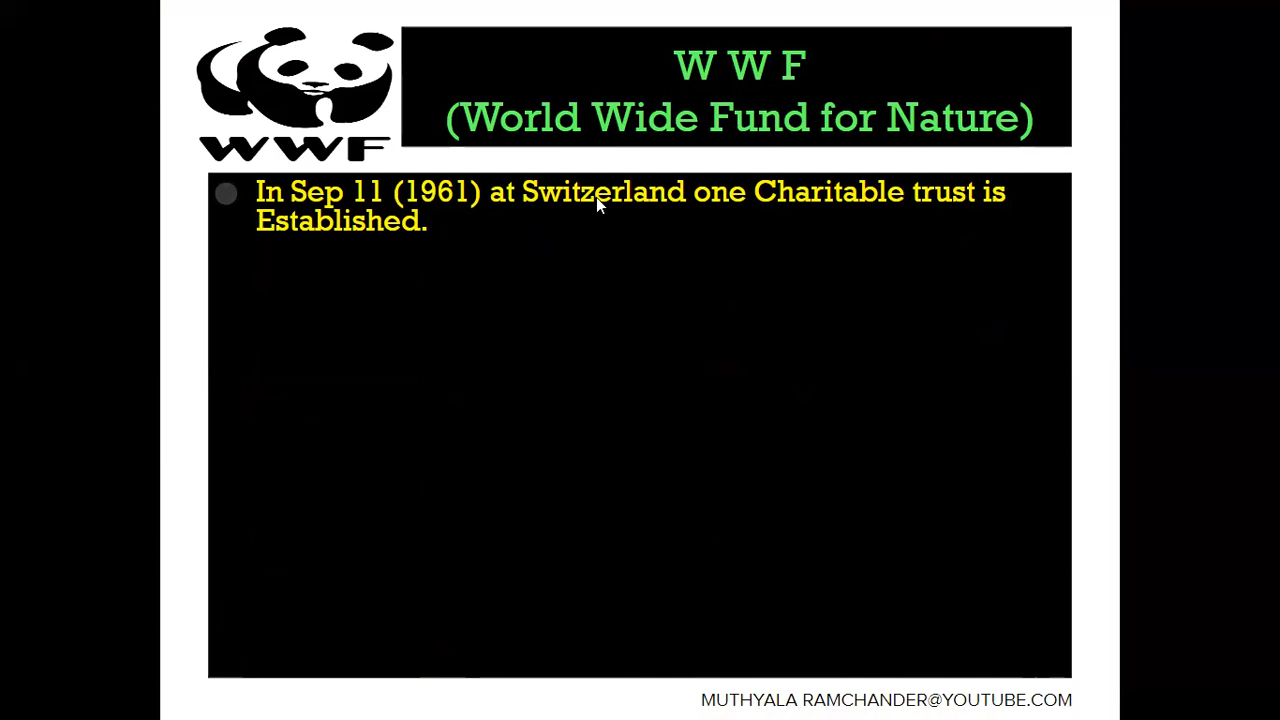 WWF
W W F
(World Wide Fund for Nature)
In Sep 11 (1961) at Switzerland one Charitable trust is
Established.
MUTHYALA RAMCHANDER@YOUTUBE.COM